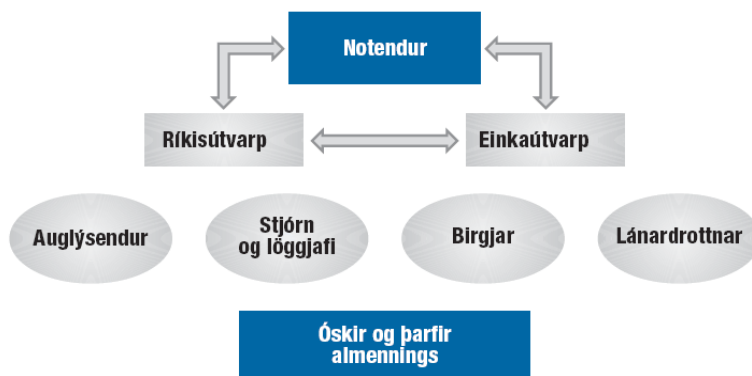 Notendur
Ríkisútvarp
Einkaútvarp
Auglýsendur
Stjórn
og löggjafi
Birgjar
Lánardrottnar
Óskir og þarfir
almennings